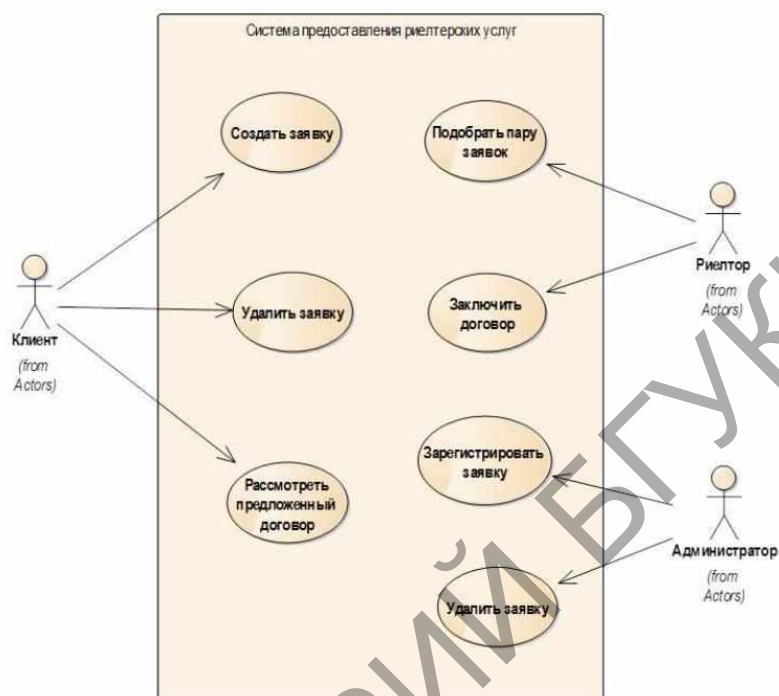 Система предоставления риелтерских услуг
Создать заявку
Подобрать пару
заявок
Риелтор
(from
Actors)
Клиент
(from
Actors)
Удалить заявку
Заключить
договор
Зарегистрировать
заявку
Рассмотреть
предложенный
договор
Администратор
(from
Actors)
Удалить заявку
БГУК